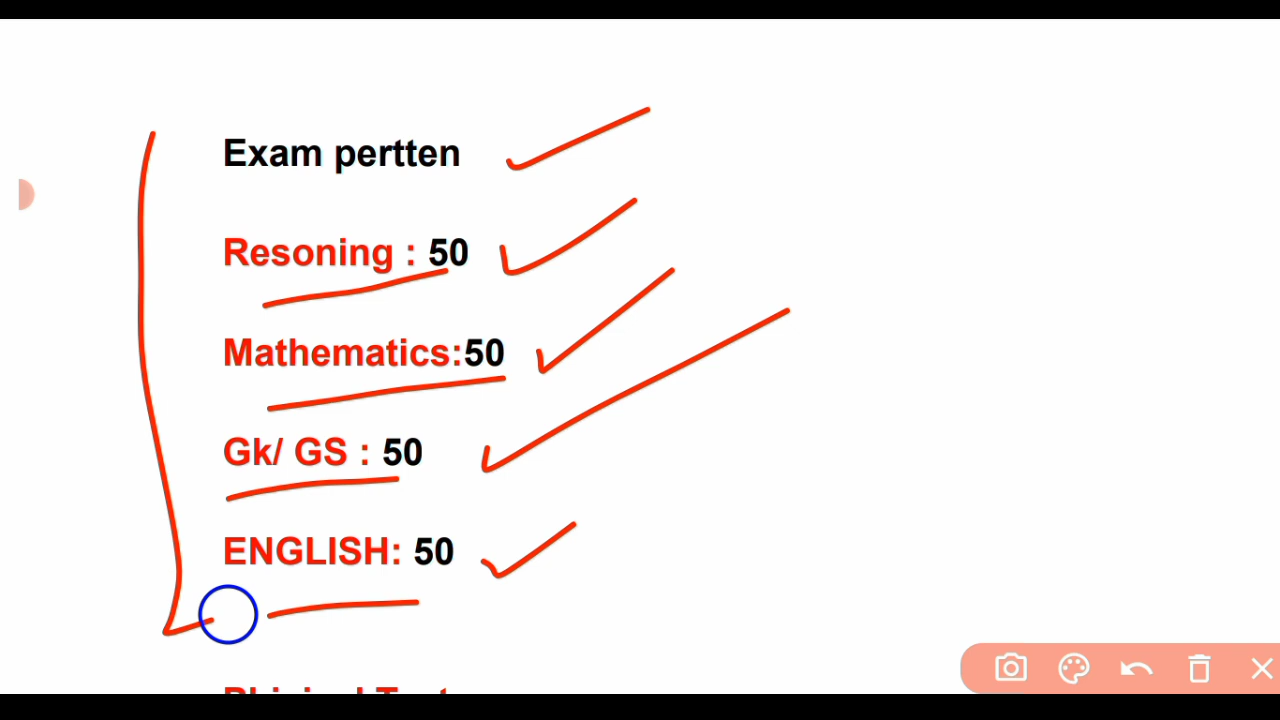 Exam pertten
Resoning : 50
Mathematics:50
Gk/ GS : 50
ENGLISH: 50